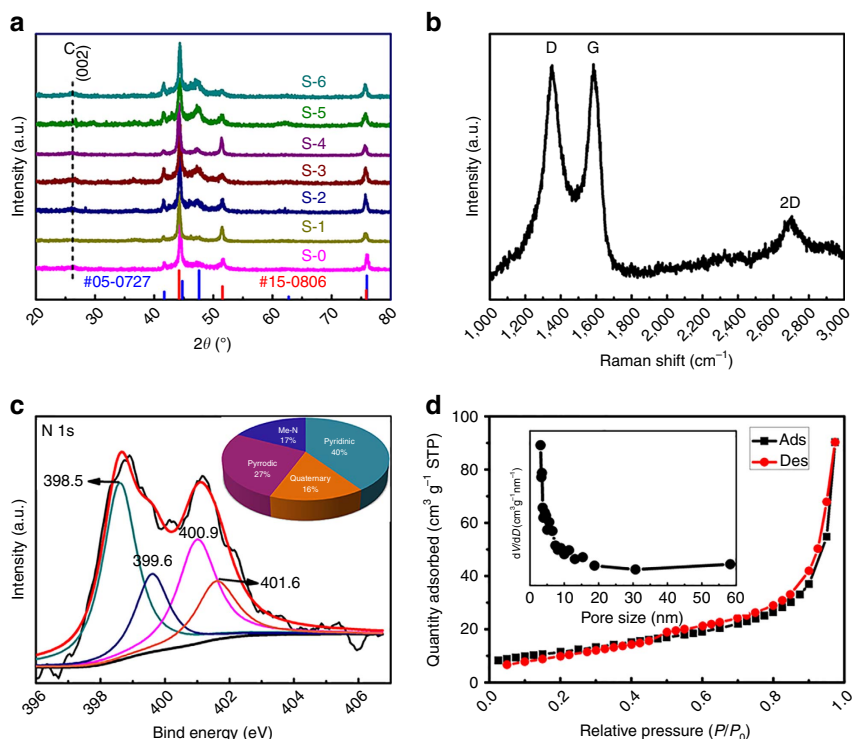 a
C
(002)
S-6
S-5
S-4
S-3
S-2
S-1
S-0
#05-0727
#15-0806
Intensity (a.u.)
20 30 40 50 60 70 80
2θ (°)
b
D G
2D
Intensity (a.u.)
1,000 1,200 1,400 1,600 1,800 2,000 2,200 2,400 2,600 2,800 3,000
Raman shift (cm⁻¹)
c
N 1s
Me-N
17%
Pyridinic
40%
Pyrrodic
27%
Quaternary
16%
398.5
399.6
400.9
401.6
Intensity (a.u.)
396 398 400 402 404 406
Bind energy (eV)
d
Ads
Des
Quantity adsorbed (cm³ g⁻¹ STP)
100
80
60
40
20
0
0.0 0.2 0.4 0.6 0.8 1.0
Relative pressure (P/P₀)
dV/dD(cm³g⁻¹nm⁻¹)
0 10 20 30 40 50 60
Pore size (nm)